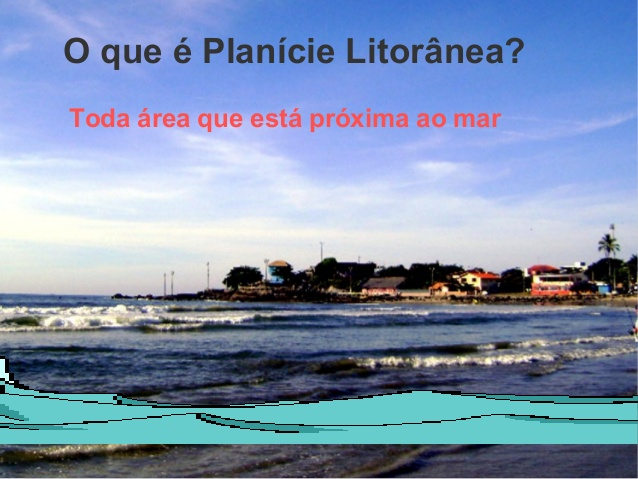 O que é Planície Litorânea?
Toda área que está próxima ao mar